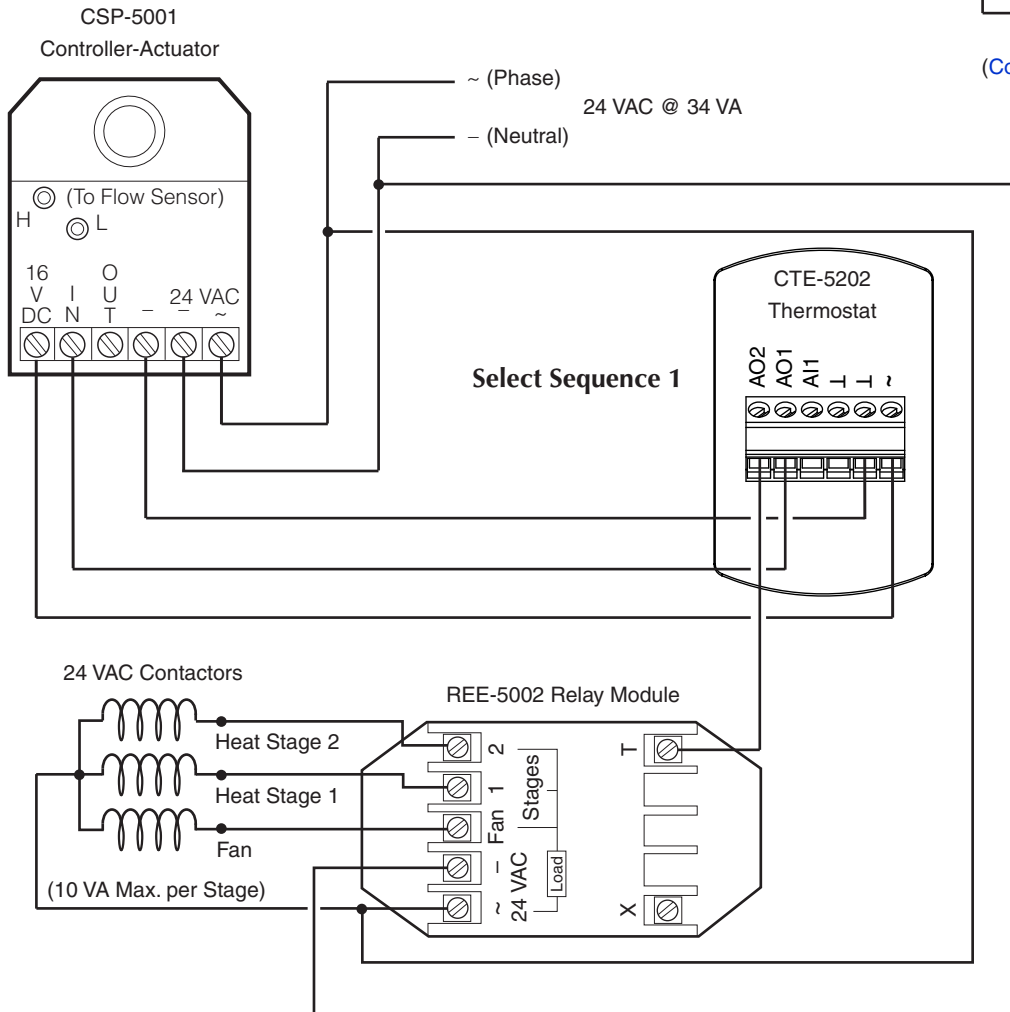 CSP-5001
Controller-Actuator
(Co
~ (Phase)
24 VAC @ 34 VA
– (Neutral)
(To Flow Sensor)
H
L
16 V DC
IN
OUT
–
24 VAC
–
~
CTE-5202
Thermostat
Select Sequence 1
AO2
AO1
AI1
⊥
⊥
~
24 VAC Contactors
REE-5002 Relay Module
Heat Stage 2
Heat Stage 1
Fan
(10 VA Max. per Stage)
2
1
Stages
Fan
–
24 VAC
~
Load
T
X